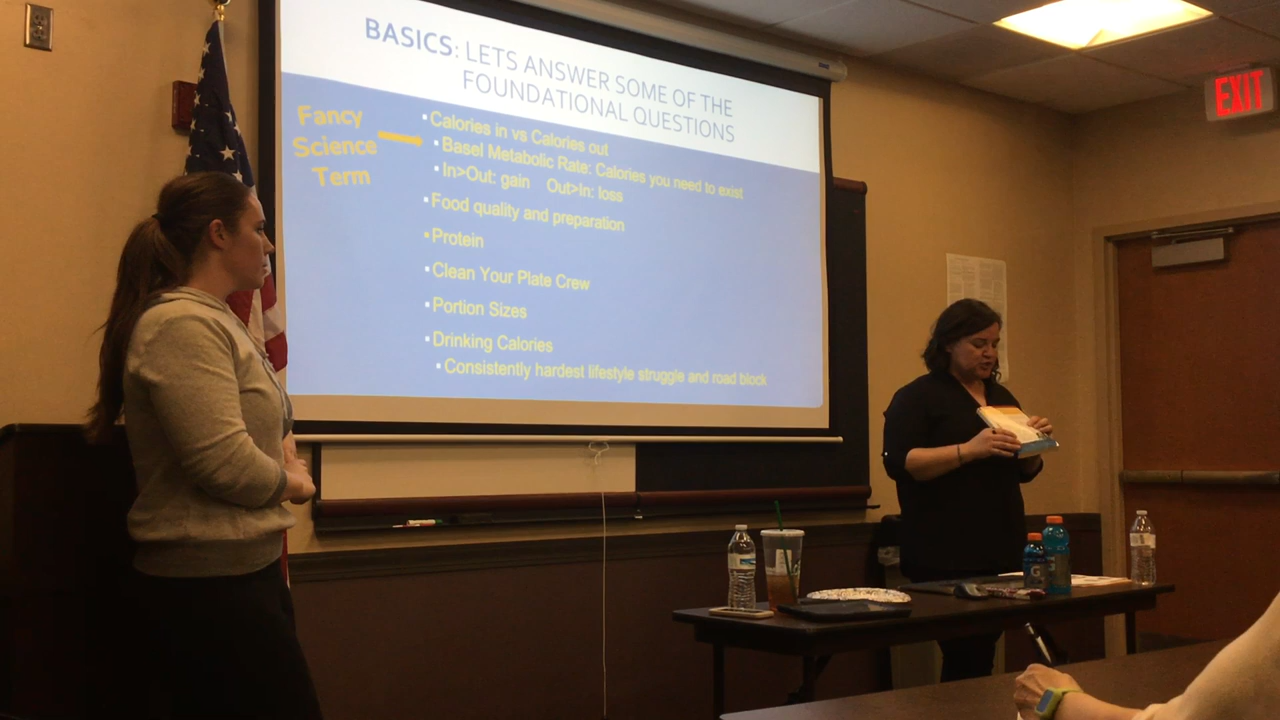 BASICS: LETS ANSWER SOME OF THE
FOUNDATIONAL QUESTIONS
Fancy
Science
Term
▪Calories in vs Calories out
▪Basel Metabolic Rate: Calories you need to exist
▪In>Out: gain Out>In: loss
▪Food quality and preparation
▪Protein
▪Clean Your Plate Crew
▪Portion Sizes
▪Drinking Calories
▪Consistently hardest lifestyle struggle and road block
EXIT
G